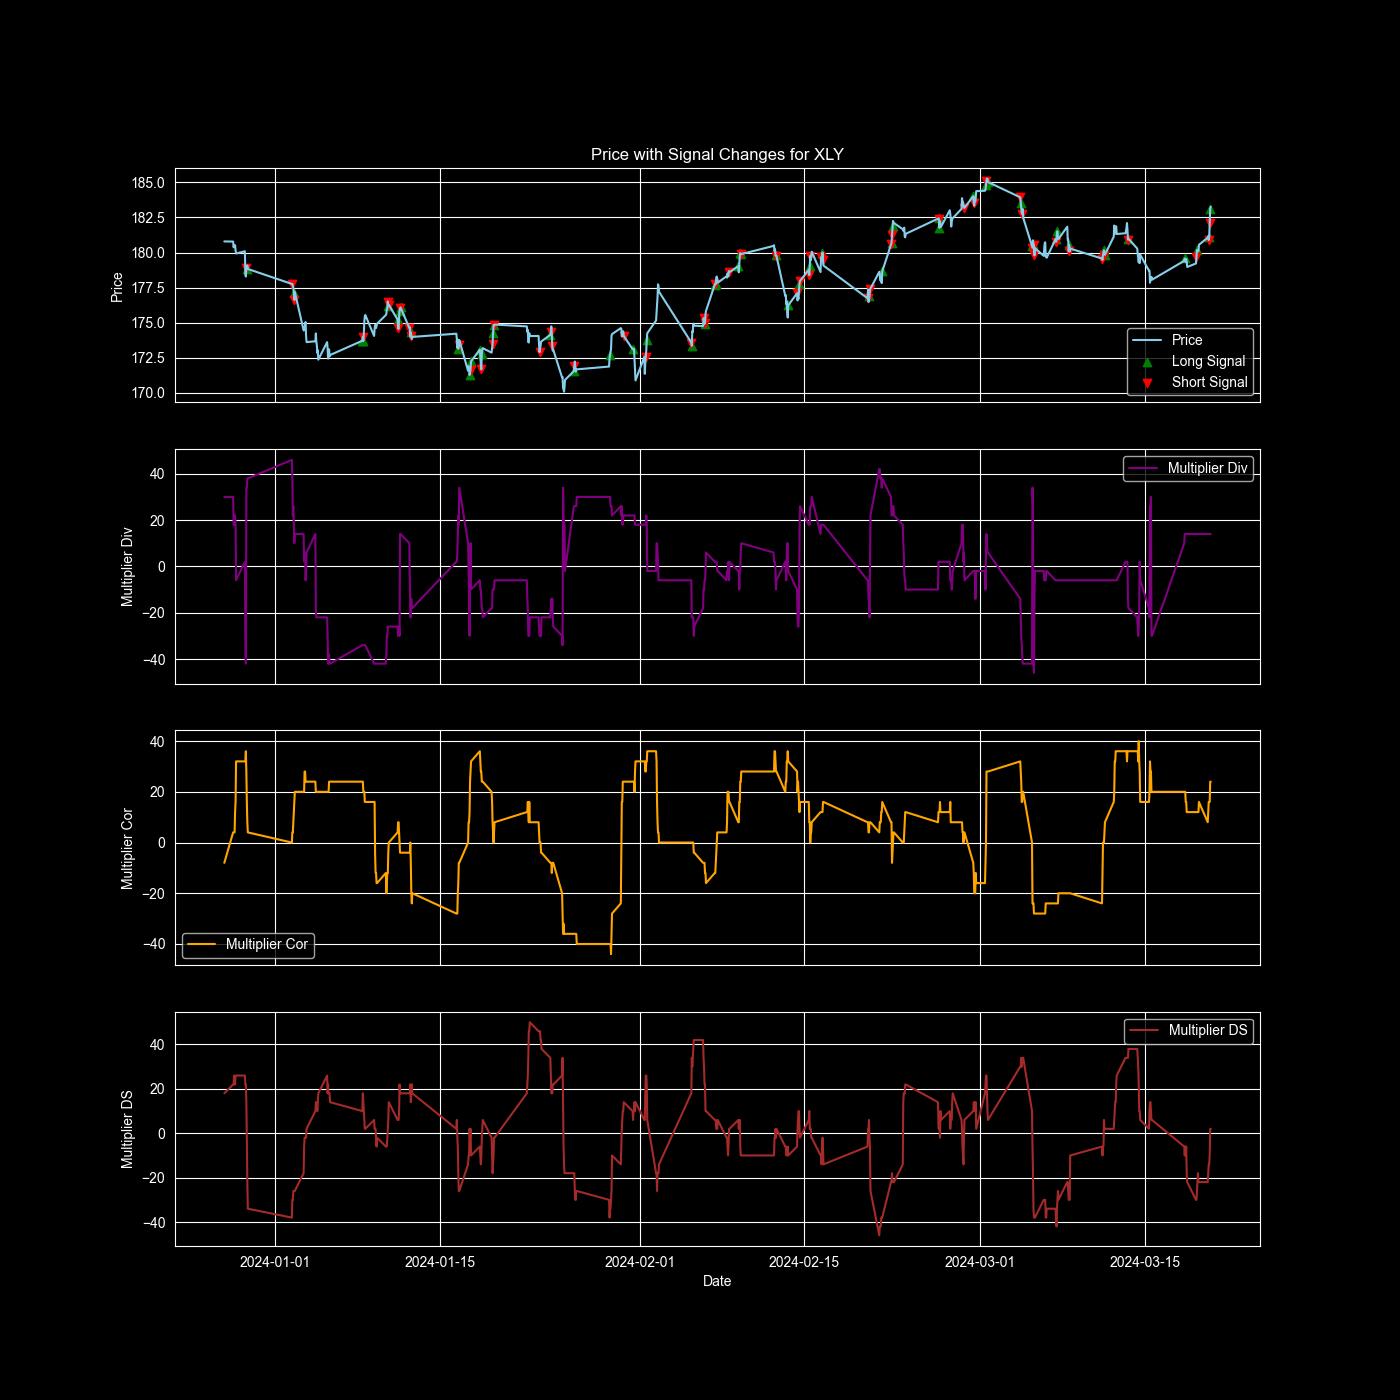 Price with Signal Changes for XLY
185.0
182.5
180.0
177.5
175.0
172.5
170.0
Price
Price
Long Signal
Short Signal
40
20
0
−20
−40
Multiplier Div
Multiplier Div
40
20
0
−20
−40
Multiplier Cor
Multiplier Cor
40
20
0
−20
−40
Multiplier DS
Multiplier DS
2024-01-01 2024-01-15 2024-02-01 2024-02-15 2024-03-01 2024-03-15
Date